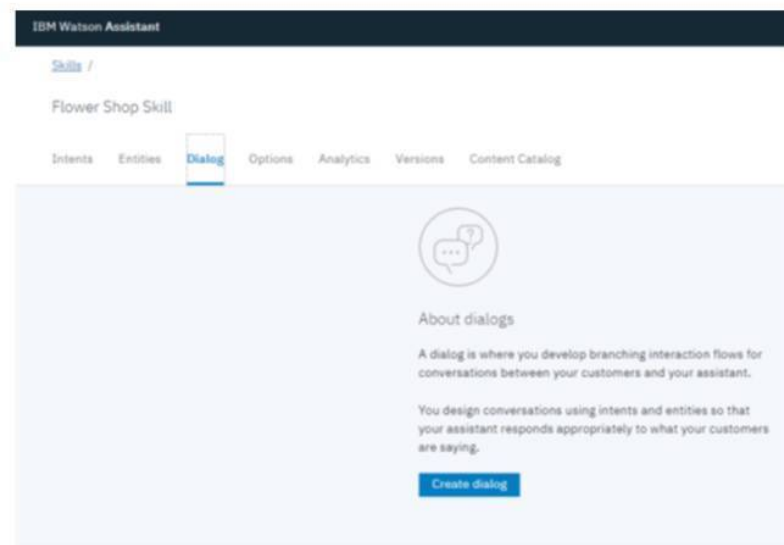 IBM Watson Assistant
Skills /
Flower Shop Skill
Intents Entities Dialog Options Analytics Versions Content Catalog
About dialogs
A dialog is where you develop branching interaction flows for
conversations between your customers and your assistant.
You design conversations using intents and entities so that
your assistant responds appropriately to what your customers
are saying.
Create dialog